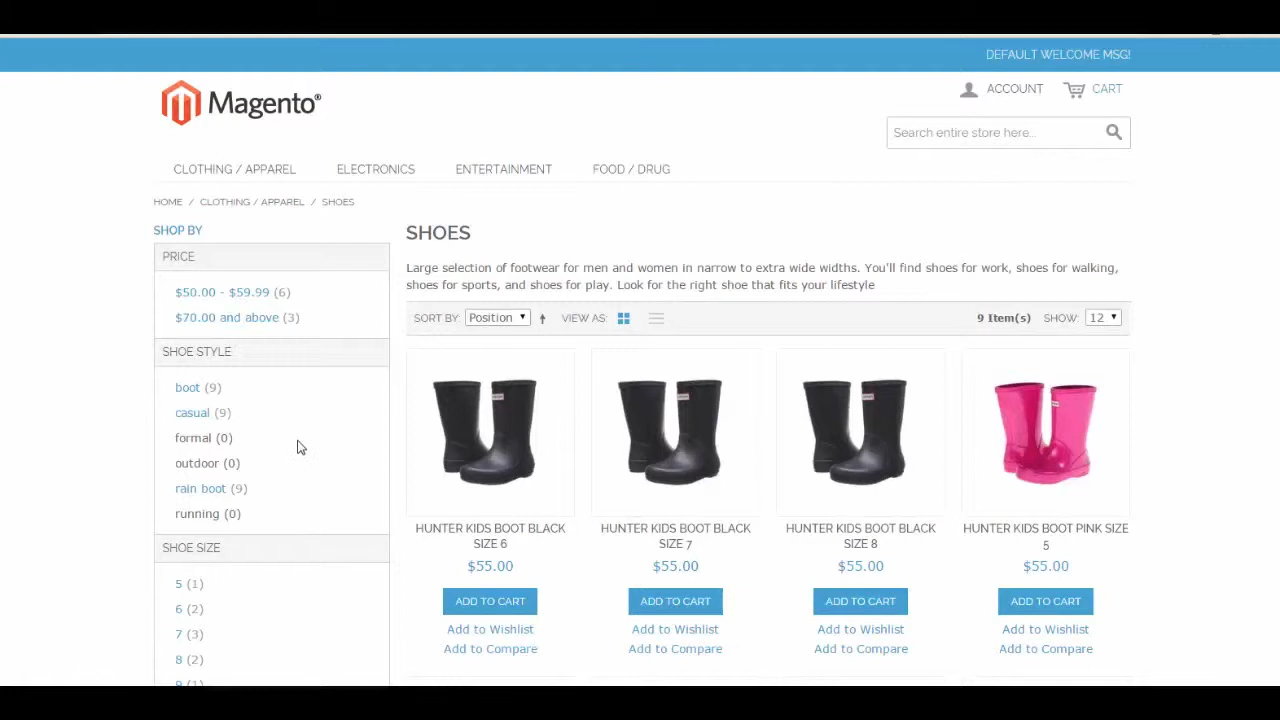 DEFAULT WELCOME MSG!
Magento®
ACCOUNT
CART
Search entire store here...
CLOTHING / APPAREL
ELECTRONICS
ENTERTAINMENT
FOOD / DRUG
HOME / CLOTHING / APPAREL / SHOES
SHOP BY
PRICE
$50.00 - $59.99 (6)
$70.00 and above (3)
SHOE STYLE
boot (9)
casual (9)
formal (0)
outdoor (0)
rain boot (9)
running (0)
SHOE SIZE
5 (1)
6 (2)
7 (3)
8 (2)
9 (1)
SHOES
Large selection of footwear for men and women in narrow to extra wide widths. You'll find shoes for work, shoes for walking,
shoes for sports, and shoes for play. Look for the right shoe that fits your lifestyle
SORT BY: Position VIEW AS: 9 Item(s) SHOW: 12
HUNTER KIDS BOOT BLACK
SIZE 6
$55.00
ADD TO CART
Add to Wishlist
Add to Compare
HUNTER KIDS BOOT BLACK
SIZE 7
$55.00
ADD TO CART
Add to Wishlist
Add to Compare
HUNTER KIDS BOOT BLACK
SIZE 8
$55.00
ADD TO CART
Add to Wishlist
Add to Compare
HUNTER KIDS BOOT PINK SIZE
5
$55.00
ADD TO CART
Add to Wishlist
Add to Compare